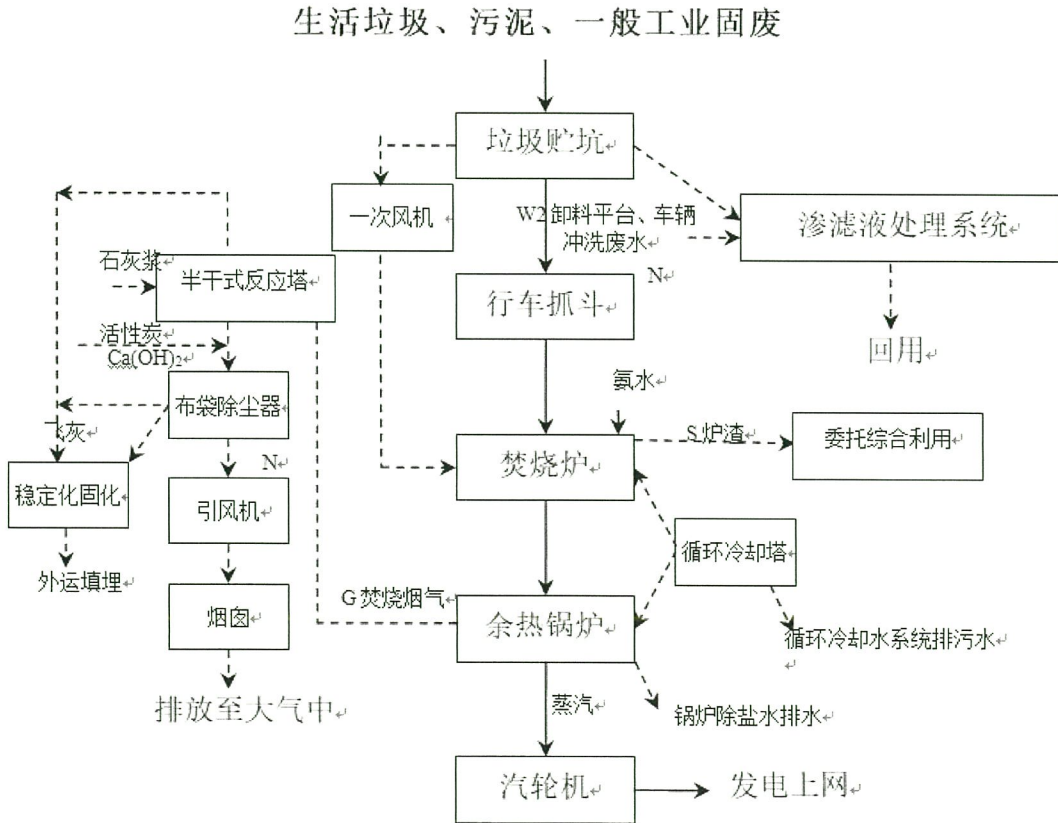 生活垃圾、污泥、一般工业固废
垃圾贮坑
一次风机
W2 卸料平台、车辆
冲洗废水
渗滤液处理系统
石灰浆
半干式反应塔
N
行车抓斗
活性炭
Ca(OH)2
回用
氨水
布袋除尘器
飞灰
S 炉渣
委托综合利用
焚烧炉
N
稳定化固化
引风机
循环冷却塔
外运填埋
G 焚烧烟气
烟囱
余热锅炉
循环冷却水系统排污水
排放至大气中
蒸汽
锅炉除盐水排水
汽轮机
发电上网